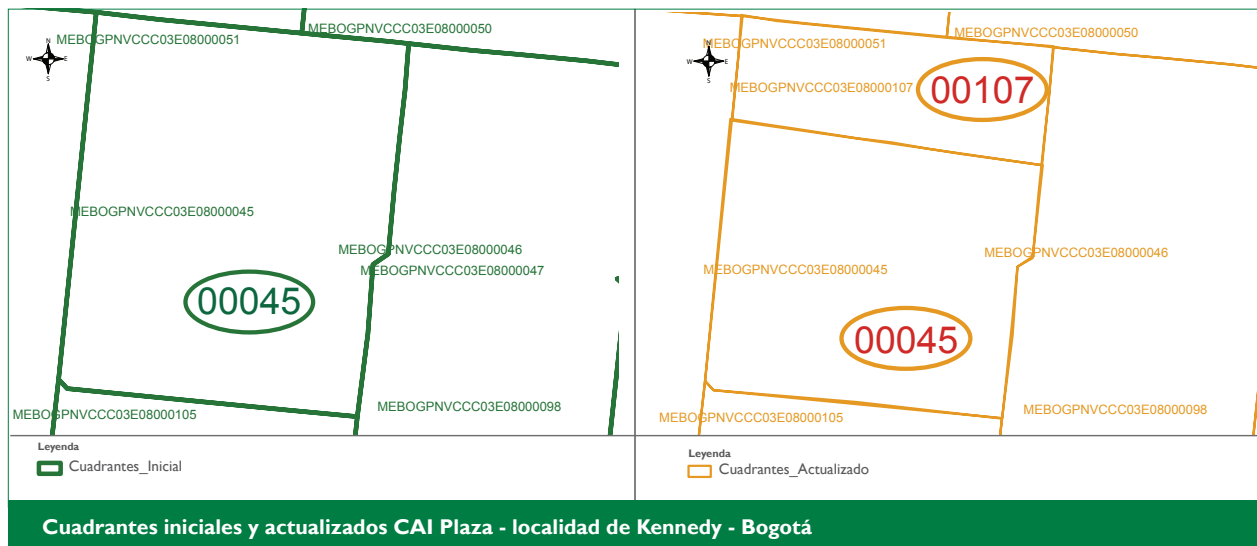 N
W E
S
MEBOGPNVCCC03E08000051
MEBOGPNVCCC03E08000050
MEBOGPNVCCC03E08000045
MEBOGPNVCCC03E08000046
MEBOGPNVCCC03E08000047
00045
MEBOGPNVCCC03E08000105
MEBOGPNVCCC03E08000098
Leyenda
Cuadrantes_Inicial
N
W E
S
MEBOGPNVCCC03E08000051
MEBOGPNVCCC03E08000050
MEBOGPNVCCC03E08000107
00107
MEBOGPNVCCC03E08000046
MEBOGPNVCCC03E08000045
00045
MEBOGPNVCCC03E08000105
MEBOGPNVCCC03E08000098
Leyenda
Cuadrantes_Actualizado
Cuadrantes iniciales y actualizados CAI Plaza - localidad de Kennedy - Bogotá